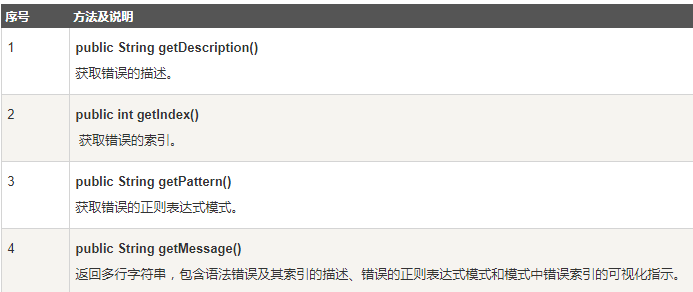 序号 方法及说明
1 public String getDescription()
获取错误的描述。
2 public int getIndex()
获取错误的索引。
3 public String getPattern()
获取错误的正则表达式模式。
4 public String getMessage()
返回多行字符串，包含语法错误及其索引的描述、错误的正则表达式模式和模式中错误索引的可视化指示。